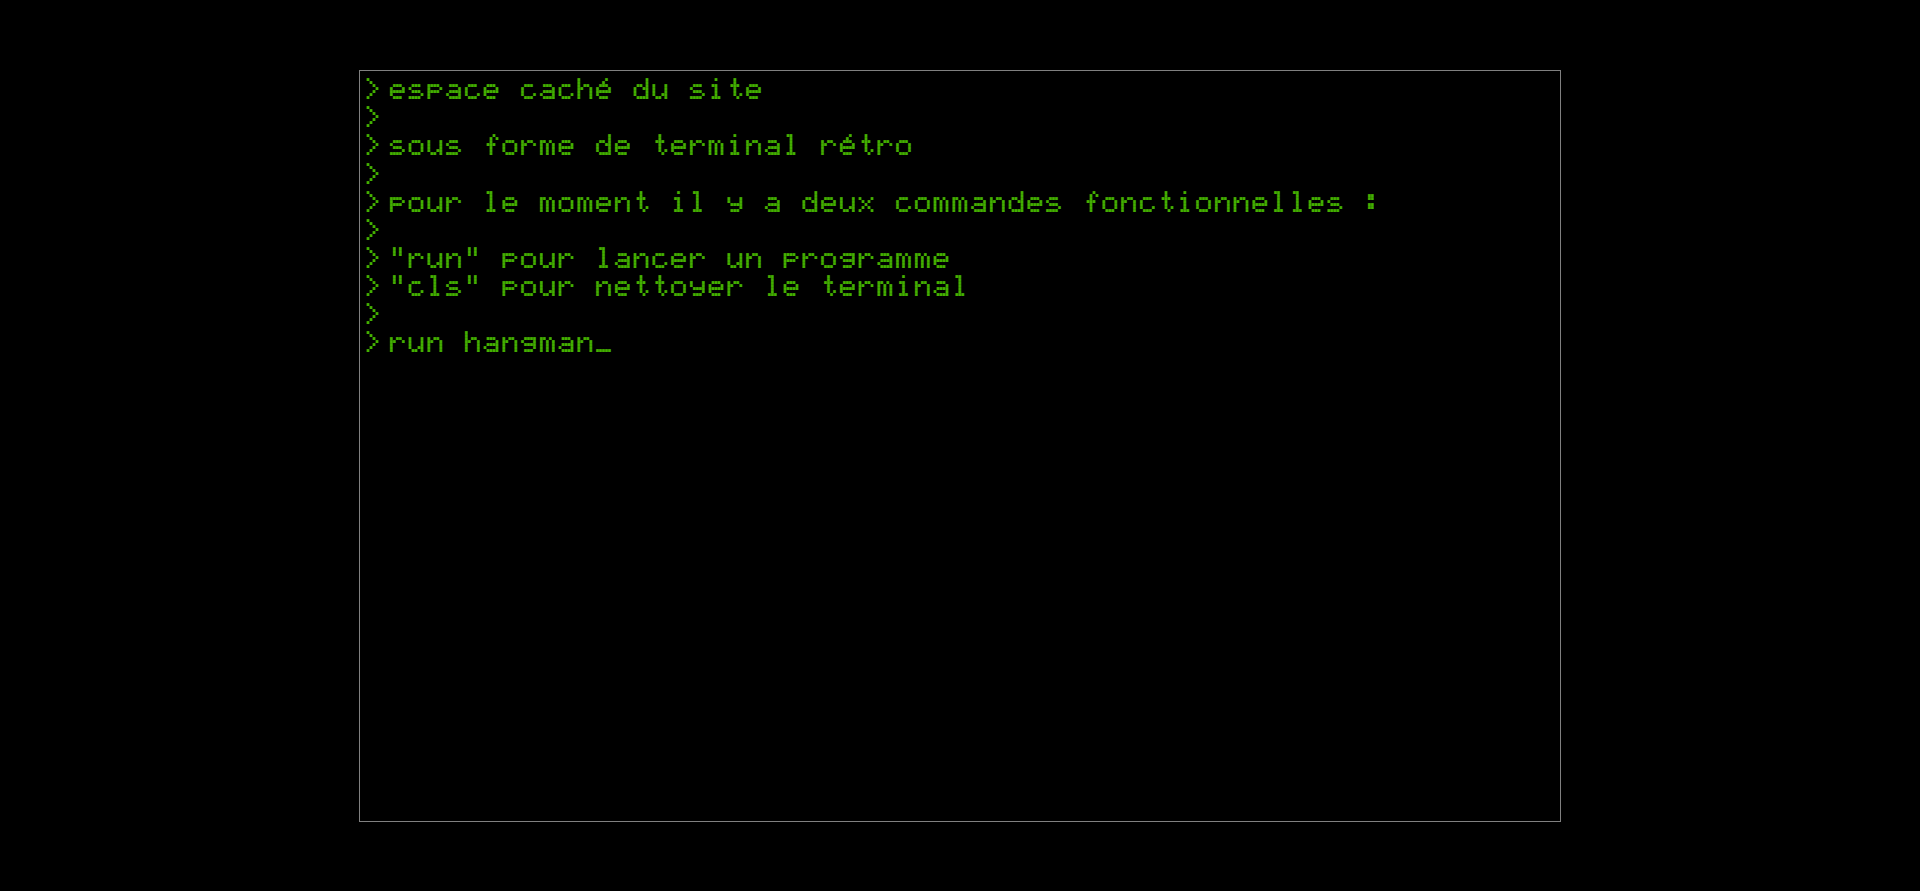 >espace caché du site
>
>sous forme de terminal rétro
>
>pour le moment il y a deux commandes fonctionnelles :
>
>"run" pour lancer un programme
>"cls" pour nettoyer le terminal
>
>run hangman_